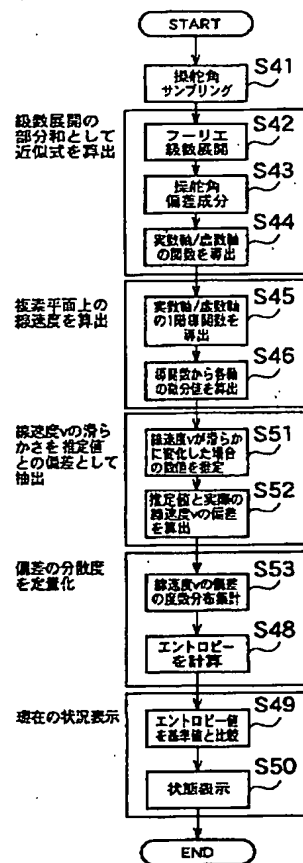 START
S41
操舵角
サンプリング
級数展開の
部分和として
近似式を算出
S42
フーリエ
級数展開
S43
操舵角
偏差成分
S44
実数軸/虚数軸
の関数を導出
複素平面上の
線速度を算出
S45
実数軸/虚数軸
の1階導関数を
導出
S46
導関数から各軸
の微分値を算出
線速度vの滑ら
かさを推定値
との偏差として
抽出
S51
線速度vが滑らか
に変化した場合
の数値を推定
S52
推定値と実際の
線速度vの偏差
を算出
偏差の分散度
を定量化
S53
線速度vの偏差
の度数分布集計
S48
エントロピー
を計算
現在の状況表示
S49
エントロピー値
を基準値と比較
S50
状態表示
END